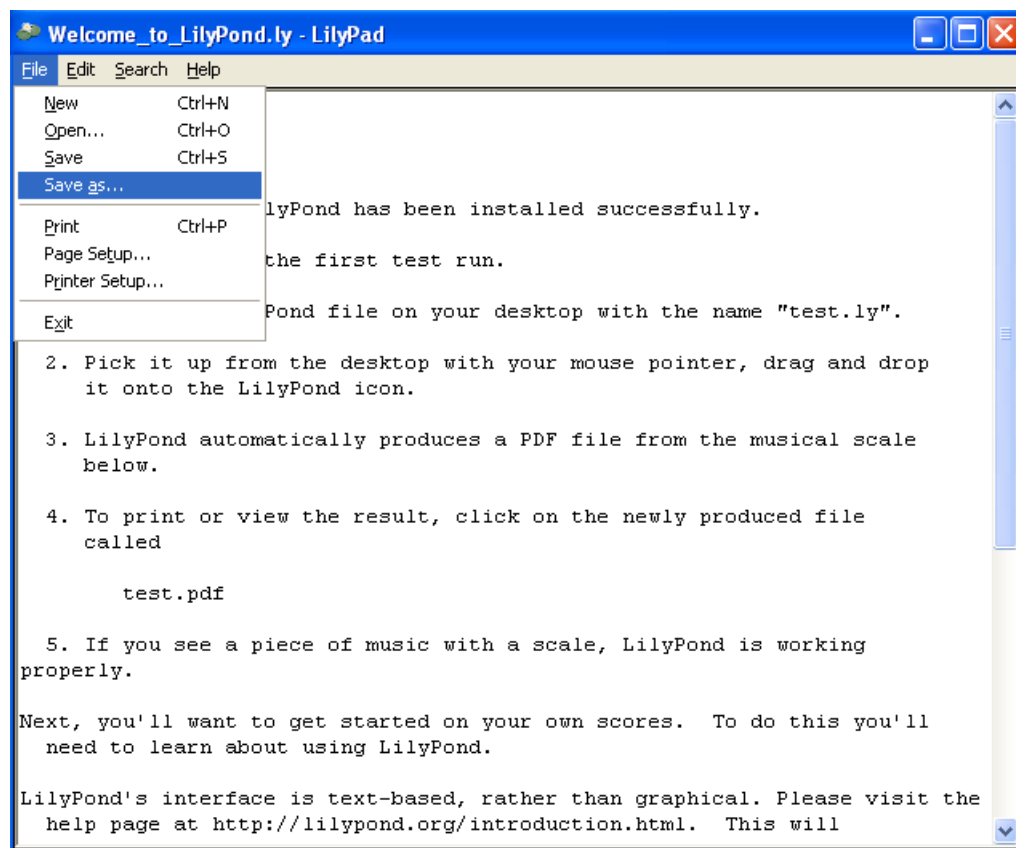 Welcome_to_LilyPond.ly - LilyPad
File Edit Search Help
New Ctrl+N
Open... Ctrl+O
Save Ctrl+S
Save as...
Print Ctrl+P
Page Setup...
Printer Setup...
Exit
lyPond has been installed successfully.
the first test run.
Pond file on your desktop with the name "test.ly".
2. Pick it up from the desktop with your mouse pointer, drag and drop
it onto the LilyPond icon.
3. LilyPond automatically produces a PDF file from the musical scale
below.
4. To print or view the result, click on the newly produced file
called
test.pdf
5. If you see a piece of music with a scale, LilyPond is working
properly.
Next, you'll want to get started on your own scores.  To do this you'll
need to learn about using LilyPond.
LilyPond's interface is text-based, rather than graphical. Please visit the
help page at http://lilypond.org/introduction.html.  This will